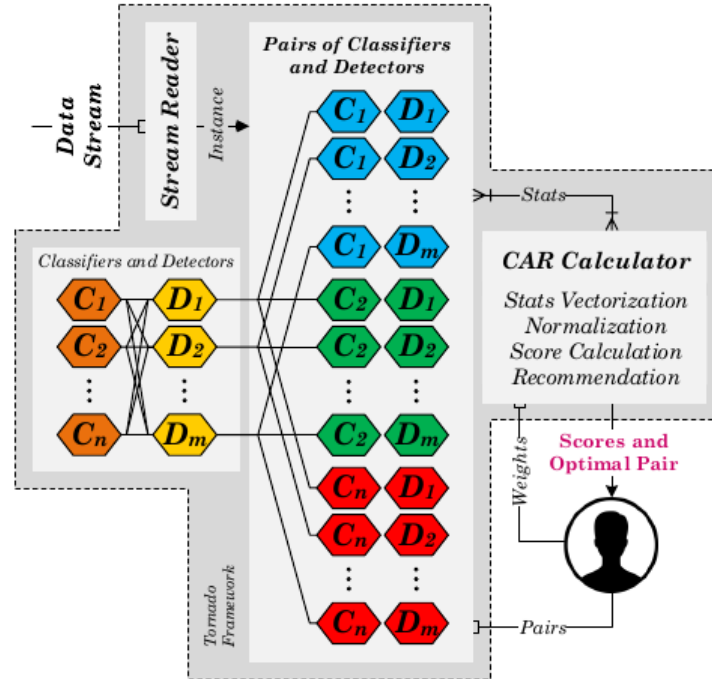 Data
Stream
Stream Reader
Instance
Pairs of Classifiers
and Detectors
C1 D1
C1 D2
C1 Dm
C2 D1
C2 D2
C2 Dm
Cn D1
Cn D2
Cn Dm
Classifiers and Detectors
C1 D1
C2 D2
Cn Dm
Tornado
Framework
Stats
CAR Calculator
Stats Vectorization
Normalization
Score Calculation
Recommendation
Weights
Scores and
Optimal Pair
Pairs